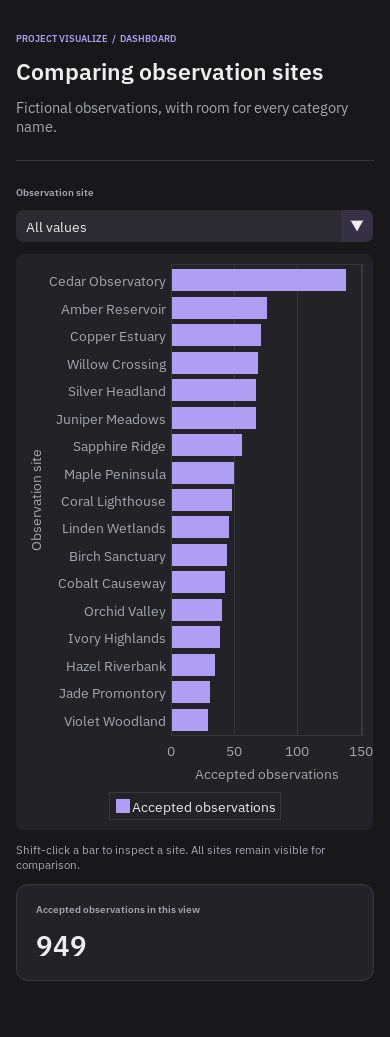 PROJECT VISUALIZE / DASHBOARD
Comparing observation sites
Fictional observations, with room for every category
name.
Observation site
All values
Observation site
Cedar Observatory
Amber Reservoir
Copper Estuary
Willow Crossing
Silver Headland
Juniper Meadows
Sapphire Ridge
Maple Peninsula
Coral Lighthouse
Linden Wetlands
Birch Sanctuary
Cobalt Causeway
Orchid Valley
Ivory Highlands
Hazel Riverbank
Jade Promontory
Violet Woodland
0 50 100 150
Accepted observations
Accepted observations
Shift-click a bar to inspect a site. All sites remain visible for
comparison.
Accepted observations in this view
949